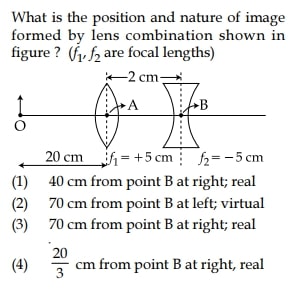 What is the position and nature of image
formed by lens combination shown in
figure ? (f₁, f₂ are focal lengths)
2 cm
A
B
O
20 cm
f₁ = +5 cm
f₂ = −5 cm
(1) 40 cm from point B at right; real
(2) 70 cm from point B at left; virtual
(3) 70 cm from point B at right; real
(4) 20/3 cm from point B at right, real